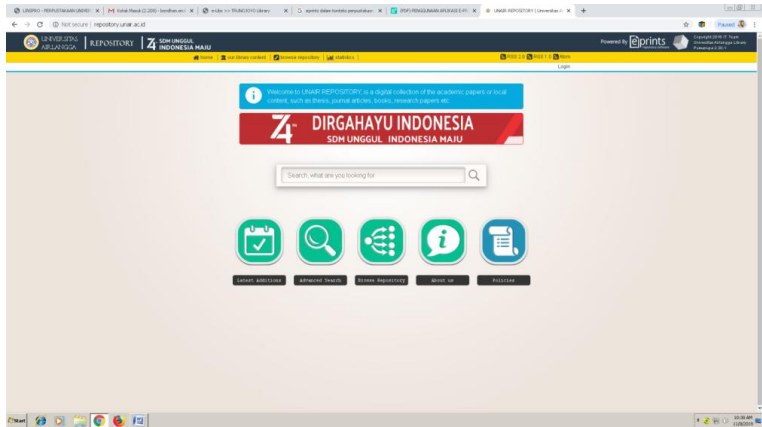 Not secure | repository.unair.ac.id
Paused
UNIVERSITAS
AIRLANGGA
REPOSITORY
74
SDM UNGGUL
INDONESIA MAJU
Powered By eprints
home
our library content
browse repository
statistics
RSS 2.0
RSS 1.0
Atom
Login
Welcome to UNAIR REPOSITORY, is a digital collection of the academic papers or local
content, such as thesis, journal articles, books, research papers etc.
74
DIRGAHAYU INDONESIA
SDM UNGGUL INDONESIA MAJU
Search, what are you looking for
Latest Additions
Advanced Search
Browse Repository
About us
Policies
Start